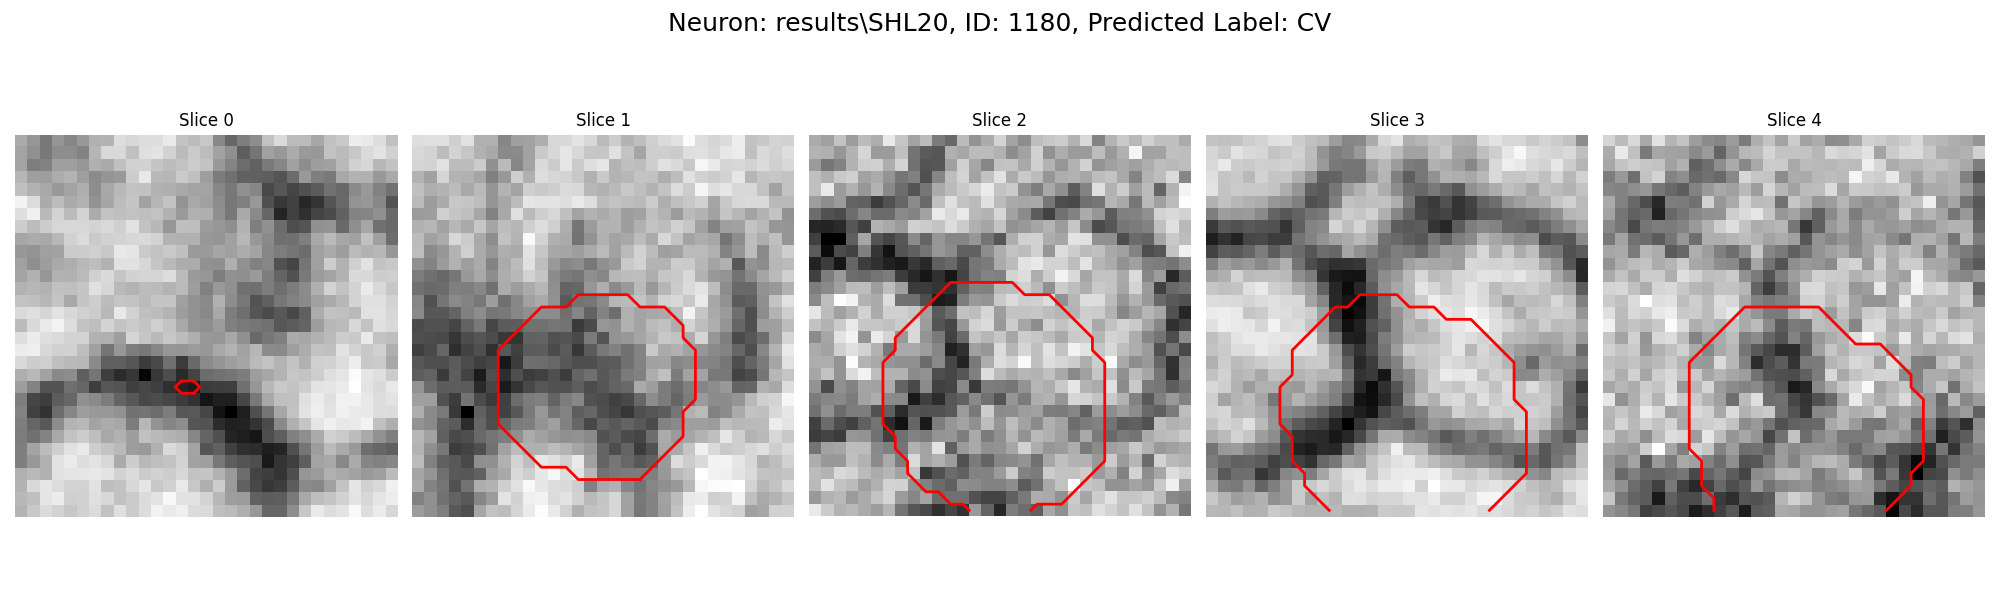 Neuron: results\SHL20, ID: 1180, Predicted Label: CV
Slice 0
Slice 1
Slice 2
Slice 3
Slice 4